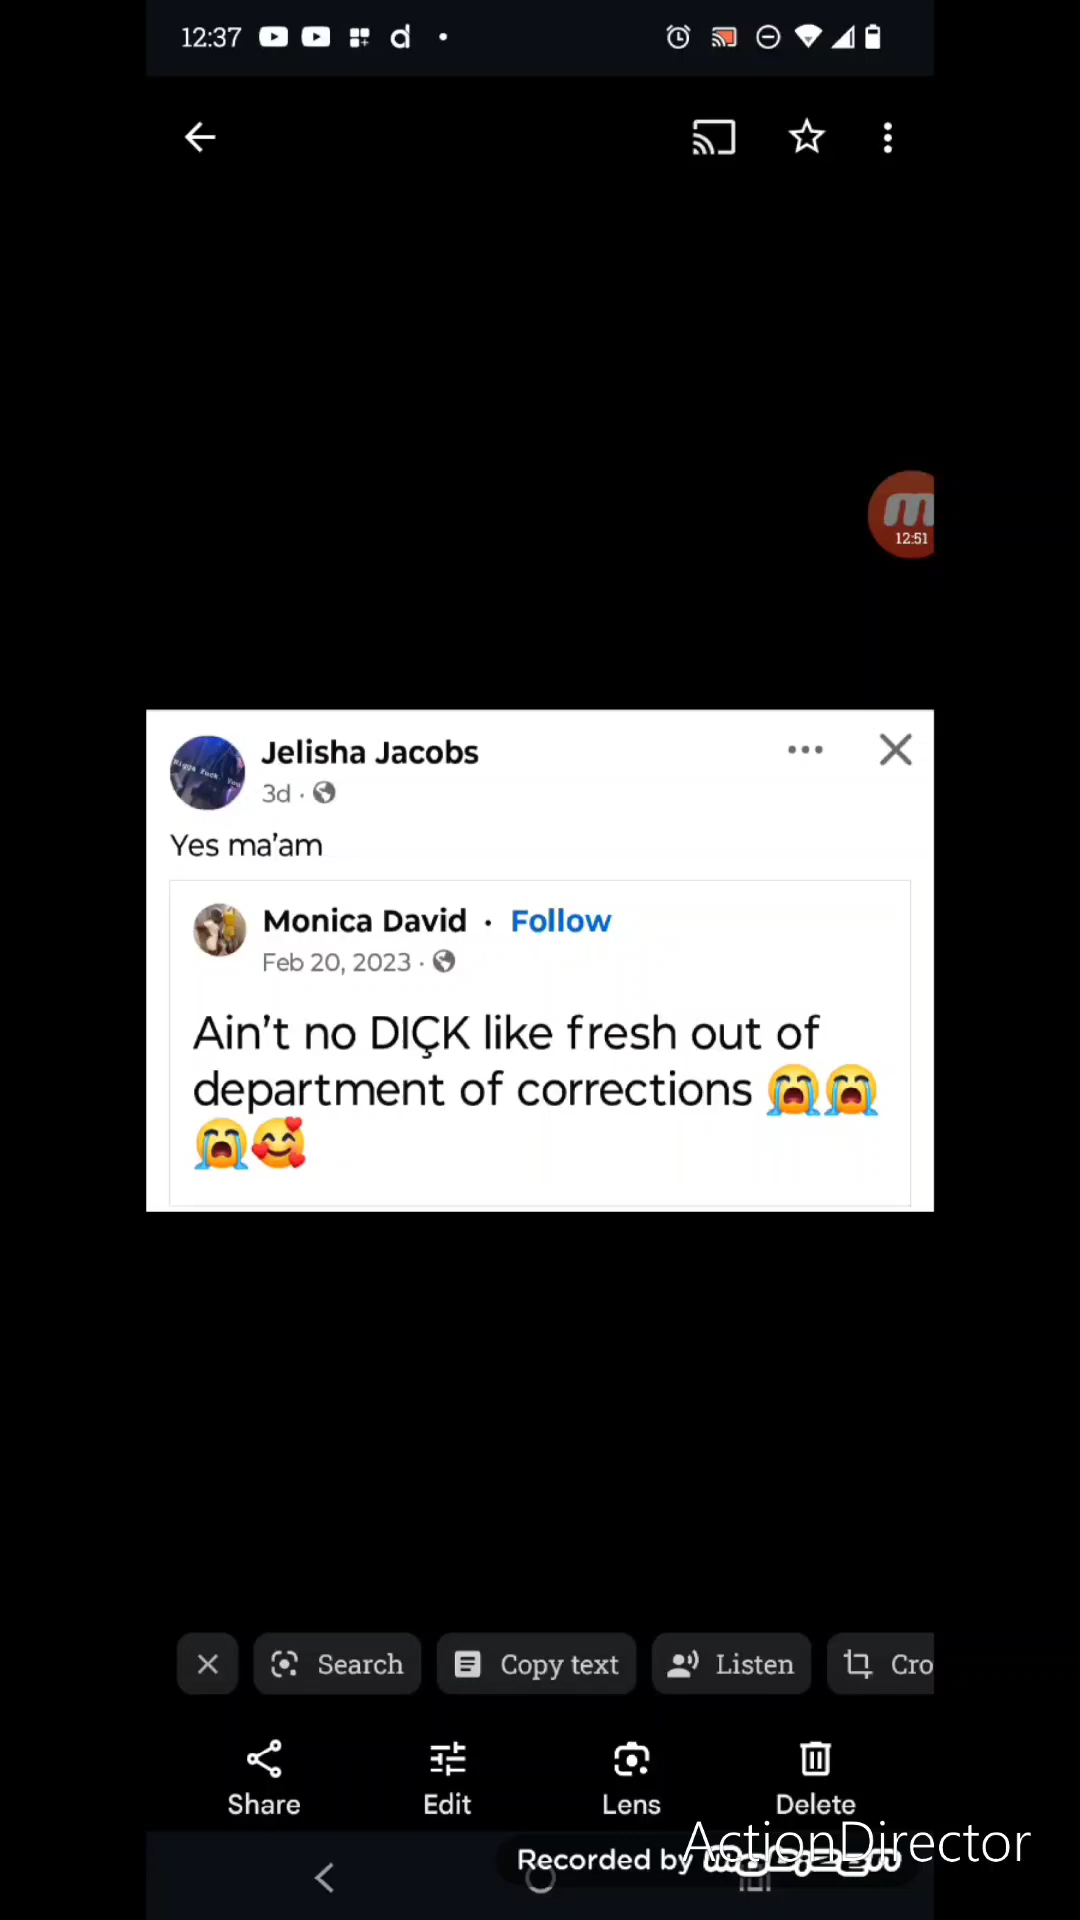 12:37
12:51
Jelisha Jacobs
3d ·
Yes ma'am
Monica David · Follow
Feb 20, 2023 ·
Ain't no DIÇK like fresh out of
department of corrections 😭😭
😭🥰
Search Copy text Listen Cro
Share Edit Lens Delete
ActionDirector
Recorded by